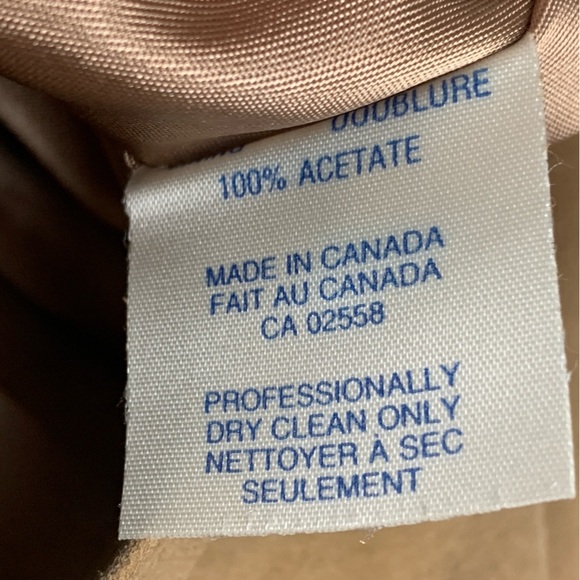 DOUBLURE
100% ACETATE
MADE IN CANADA
FAIT AU CANADA
CA 02558
PROFESSIONALLY
DRY CLEAN ONLY
NETTOYER À SEC
SEULEMENT